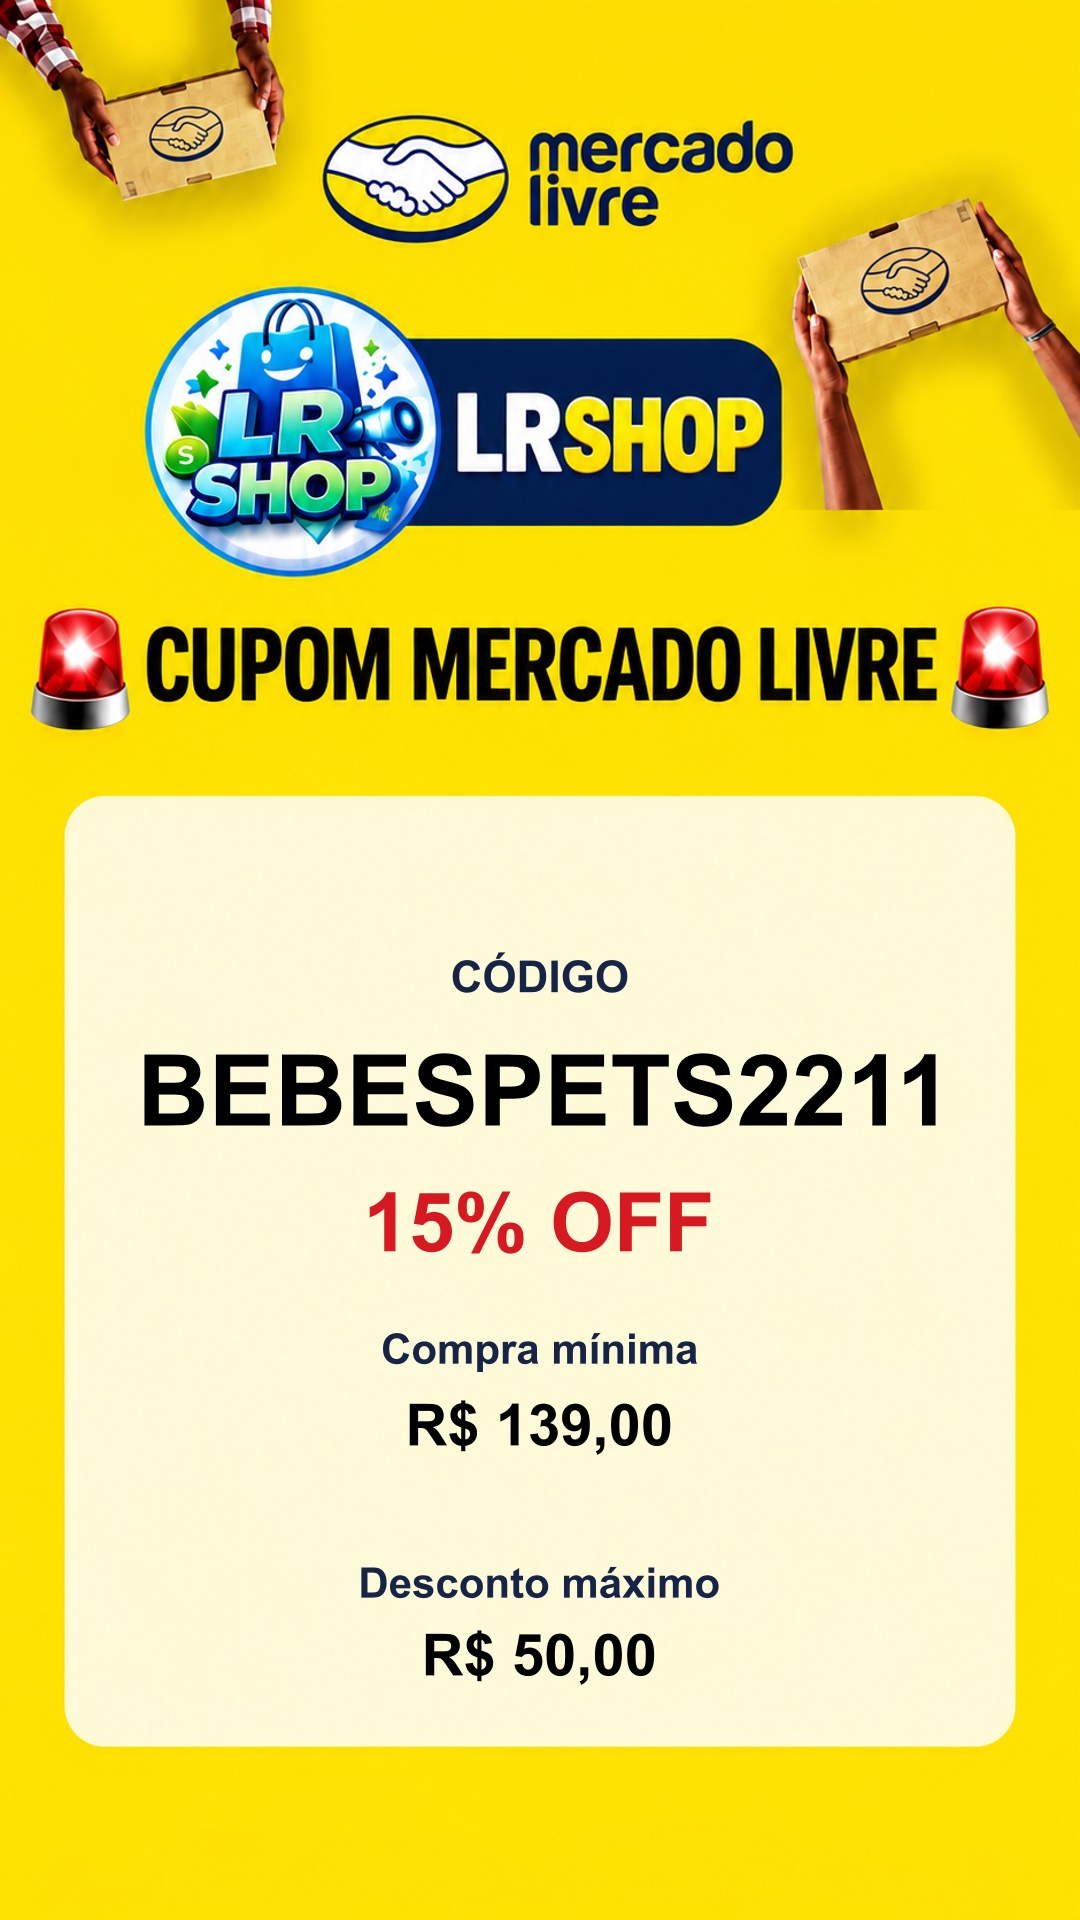 mercado
livre
LR
SHOP
S
LRSHOP
CUPOM MERCADO LIVRE
CÓDIGO
BEBESPETS2211
15% OFF
Compra mínima
R$ 139,00
Desconto máximo
R$ 50,00